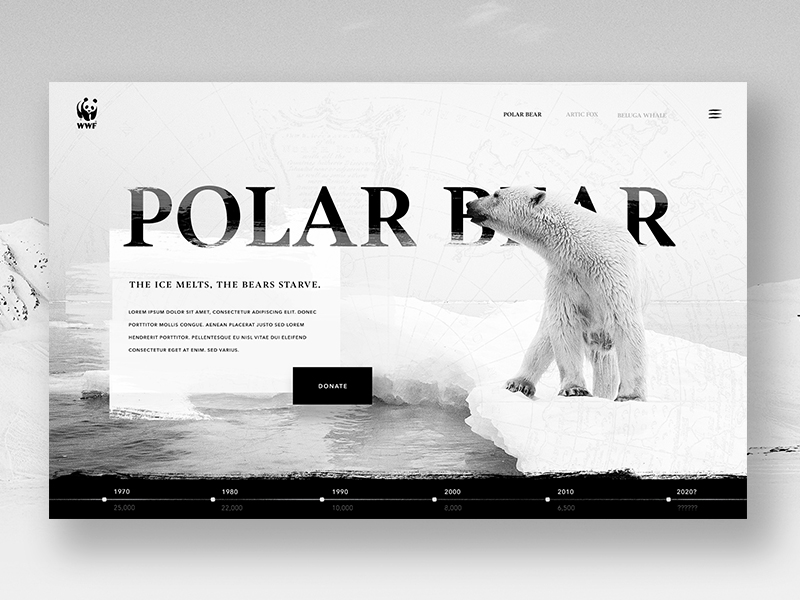 WWF
POLAR BEAR
ARTIC FOX
BELUGA WHALE
POLAR BEAR
THE ICE MELTS, THE BEARS STARVE.
LOREM IPSUM DOLOR SIT AMET, CONSECTETUR ADIPISCING ELIT. DONEC
PORTTITOR MOLLIS CONGUE. AENEAN PLACERAT JUSTO SED LOREM
HENDRERIT PORTTITOR. PELLENTESQUE EU NISL VITAE DUI ELEIFEND
CONSECTETUR EGET AT ENIM. SED VARIUS.
DONATE
1970 1980 1990 2000 2010 2020?
25,000 22,000 10,000 8,000 6,500 ??????